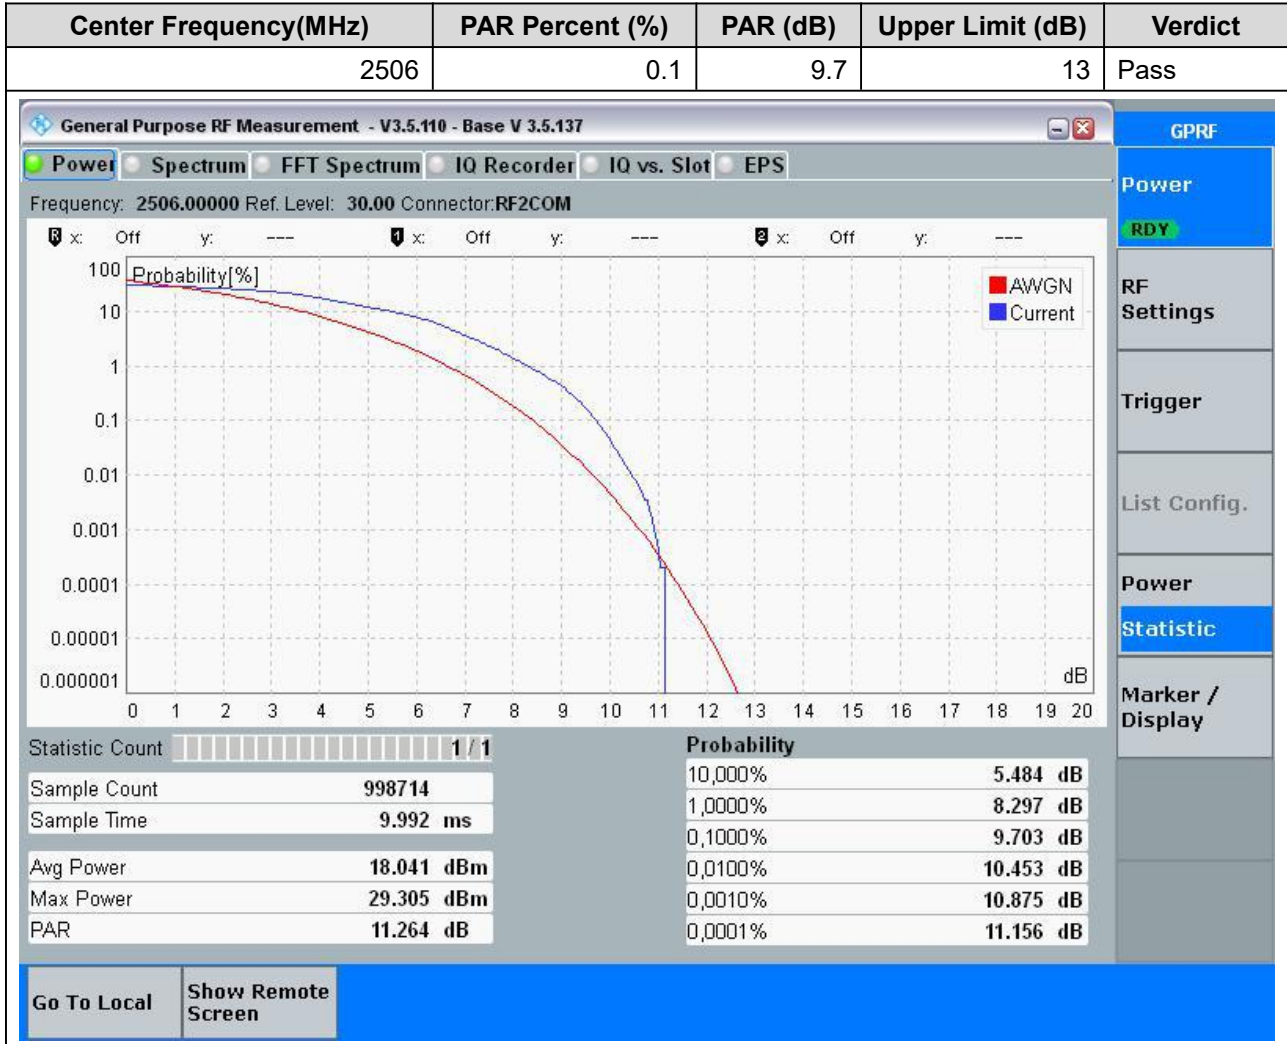 Center Frequency(MHz) PAR Percent (%) PAR (dB) Upper Limit (dB) Verdict
2506 0.1 9.7 13 Pass
General Purpose RF Measurement - V3.5.110 - Base V 3.5.137
GPRF
Power Spectrum FFT Spectrum IQ Recorder IQ vs. Slot EPS
Frequency: 2506.00000 Ref. Level: 30.00 Connector:RF2COM
R x: Off y: --- 1 x: Off y: --- 2 x: Off y: ---
Power
RDY
RF
Settings
Trigger
List Config.
Power
Statistic
Marker /
Display
Probability[%]
AWGN
Current
100
10
1
0.1
0.01
0.001
0.0001
0.00001
0.000001
dB
0 1 2 3 4 5 6 7 8 9 10 11 12 13 14 15 16 17 18 19 20
Statistic Count 1 / 1
Sample Count 998714
Sample Time 9.992 ms
Avg Power 18.041 dBm
Max Power 29.305 dBm
PAR 11.264 dB
Probability
10,000% 5.484 dB
1,0000% 8.297 dB
0,1000% 9.703 dB
0,0100% 10.453 dB
0,0010% 10.875 dB
0,0001% 11.156 dB
Go To Local
Show Remote
Screen